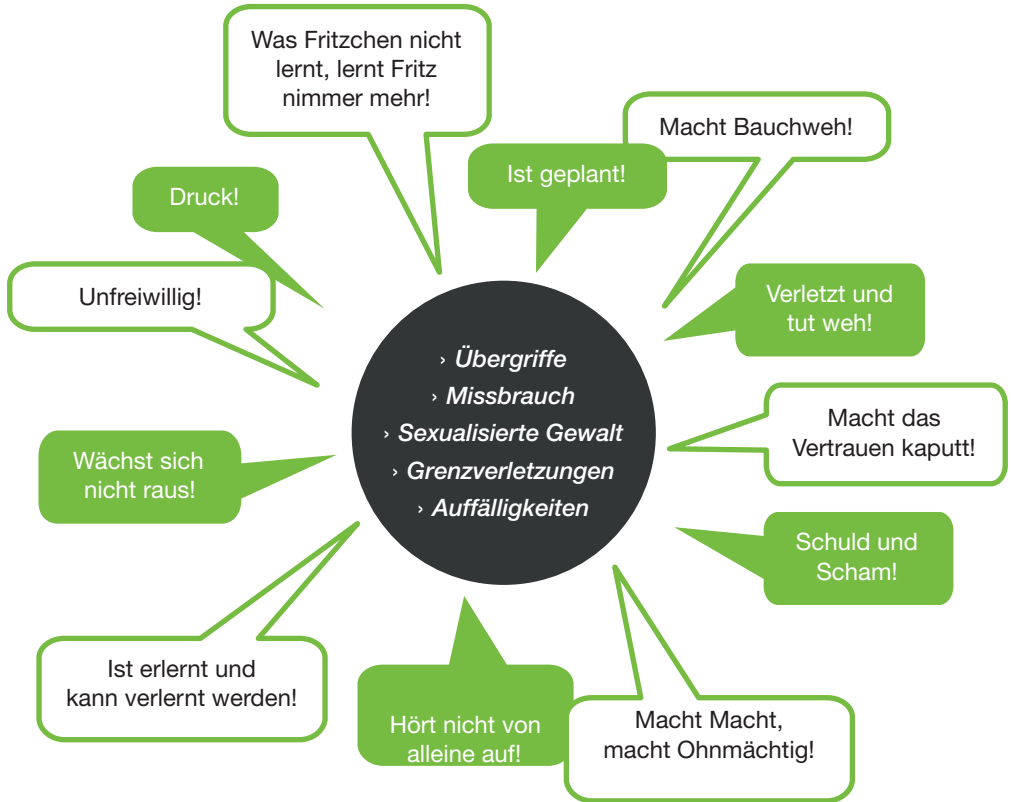 Was Fritzchen nicht
lernt, lernt Fritz
nimmer mehr!
Macht Bauchweh!
Ist geplant!
Druck!
Unfreiwillig!
Verletzt und
tut weh!
› Übergriffe
› Missbrauch
› Sexualisierte Gewalt
› Grenzverletzungen
› Auffälligkeiten
Macht das
Vertrauen kaputt!
Wächst sich
nicht raus!
Schuld und
Scham!
Ist erlernt und
kann verlernt werden!
Hört nicht von
alleine auf!
Macht Macht,
macht Ohnmächtig!